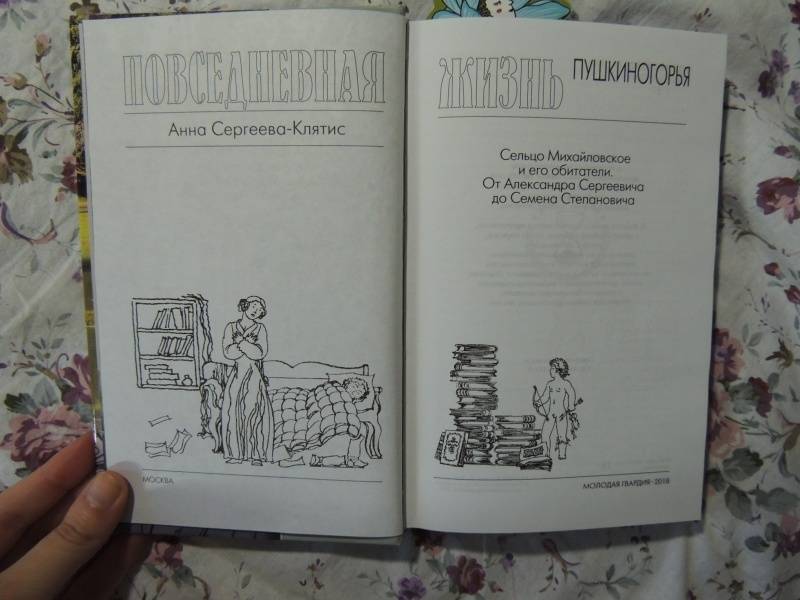 ПОВСЕДНЕВНАЯ
Анна Сергеева-Клятис
МОСКВА
ЖИЗНЬ
ПУШКИНОГОРЬЯ
Сельцо Михайловское
и его обитатели.
От Александра Сергеевича
до Семена Степановича
МОЛОДАЯ ГВАРДИЯ · 2018